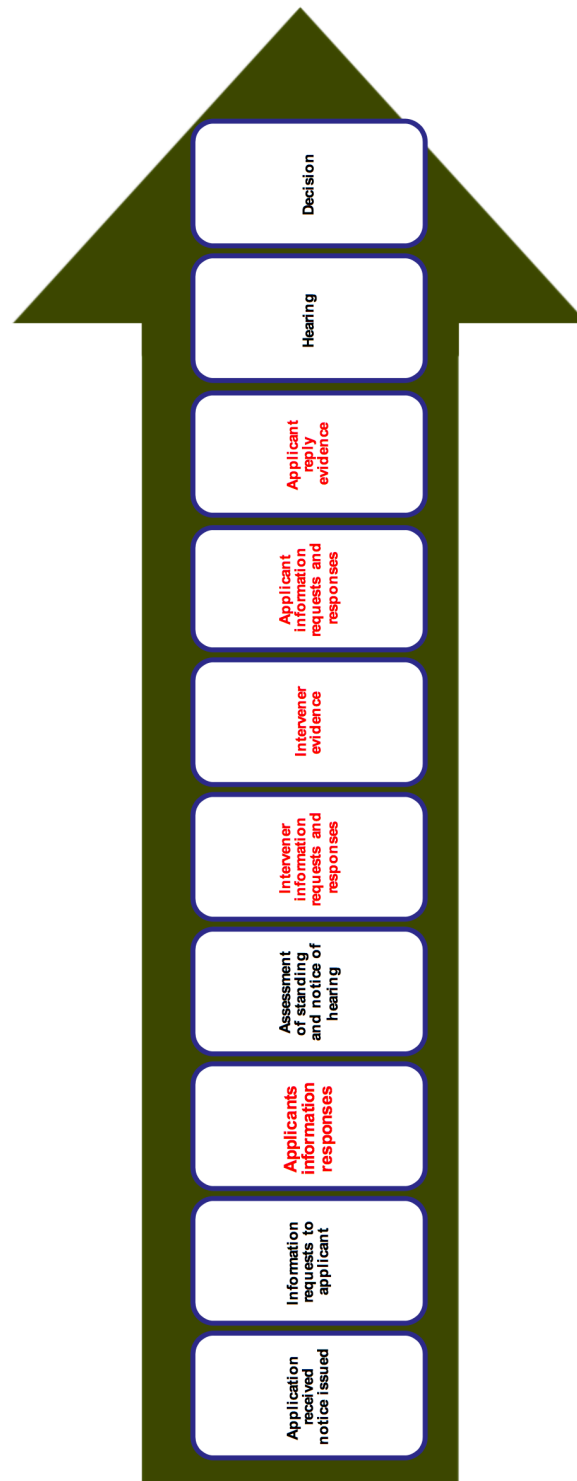 Application
received
notice issued
Information
requests to
applicant
Applicants
information
responses
Assessment
of standing
and notice of
hearing
Intervener
information
requests and
responses
Intervener
evidence
Applicant
information
requests and
responses
Applicant
reply
evidence
Hearing
Decision